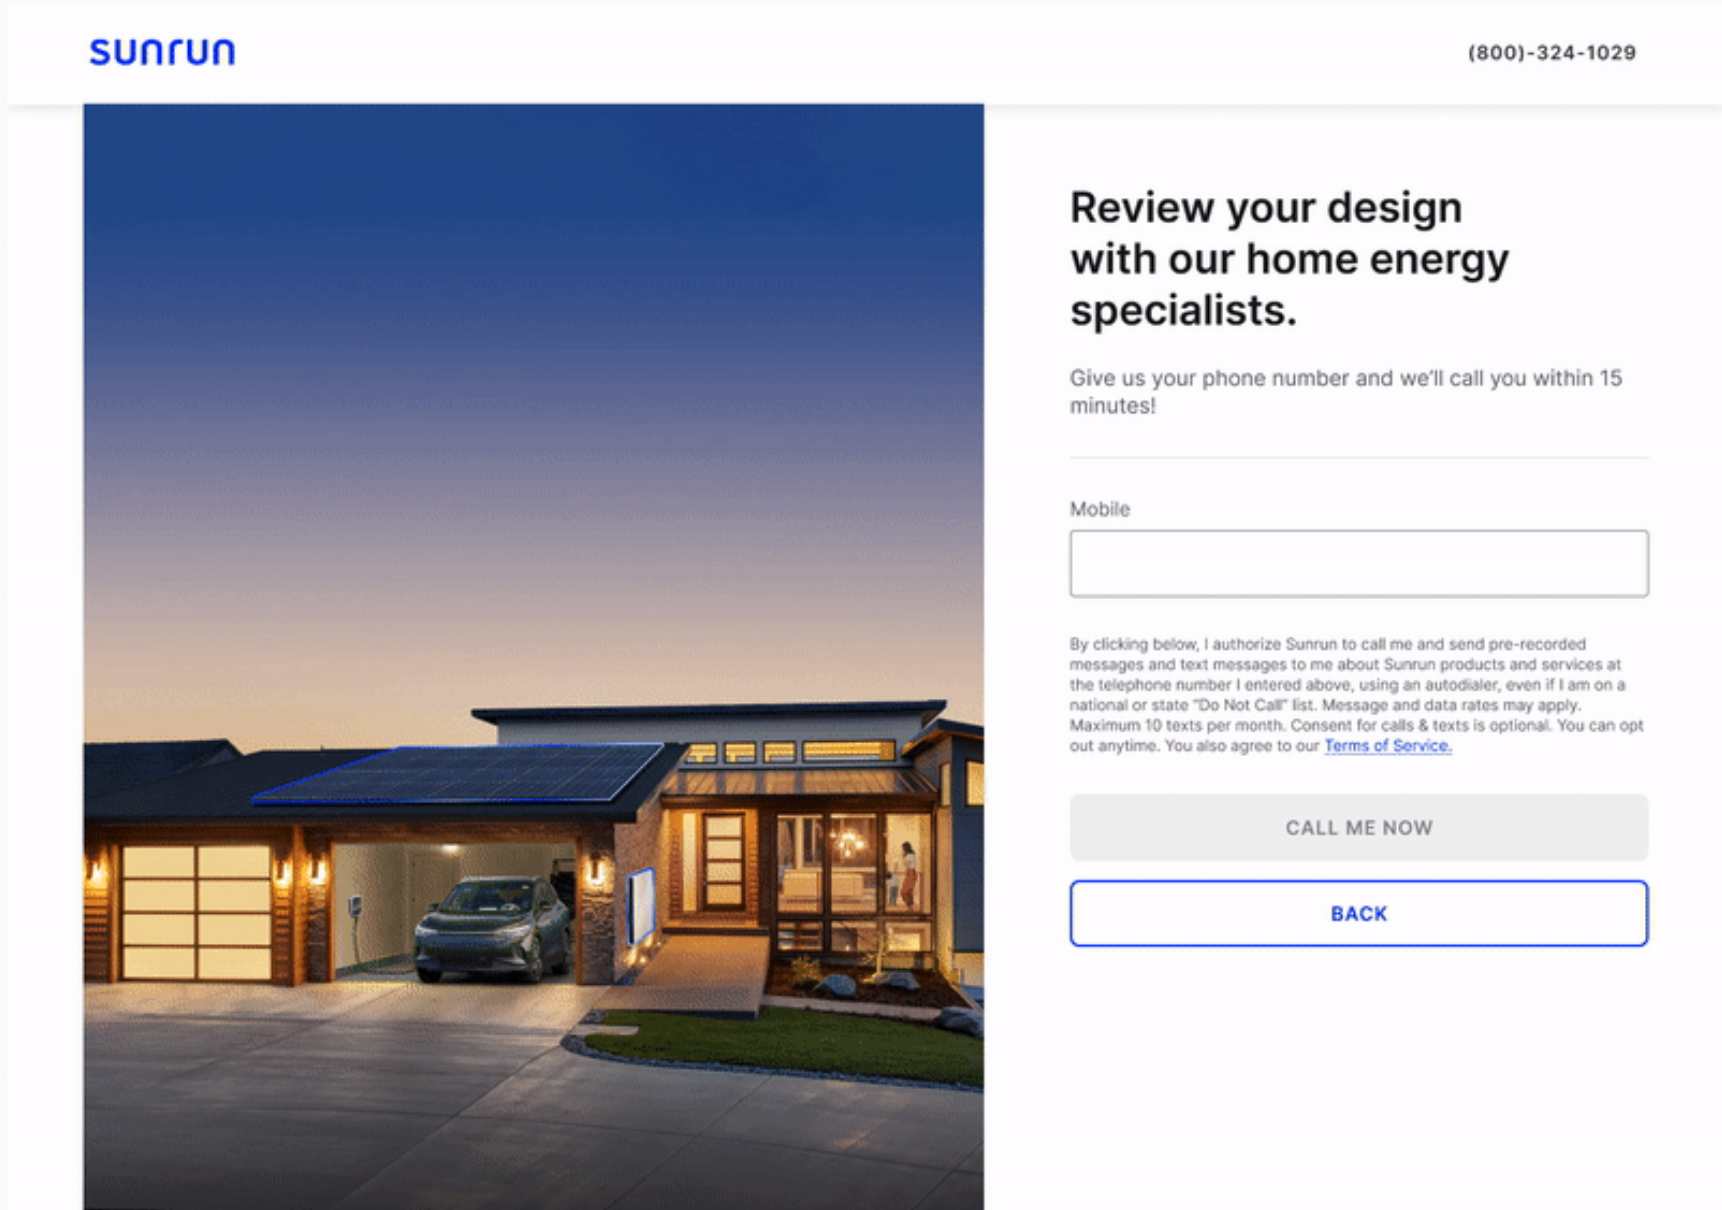 sunrun
(800)-324-1029
Review your design
with our home energy
specialists.
Give us your phone number and we’ll call you within 15
minutes!
Mobile
By clicking below, I authorize Sunrun to call me and send pre-recorded
messages and text messages to me about Sunrun products and services at
the telephone number I entered above, using an autodialer, even if I am on a
national or state “Do Not Call” list. Message and data rates may apply.
Maximum 10 texts per month. Consent for calls & texts is optional. You can opt
out anytime. You also agree to our Terms of Service.
CALL ME NOW
BACK